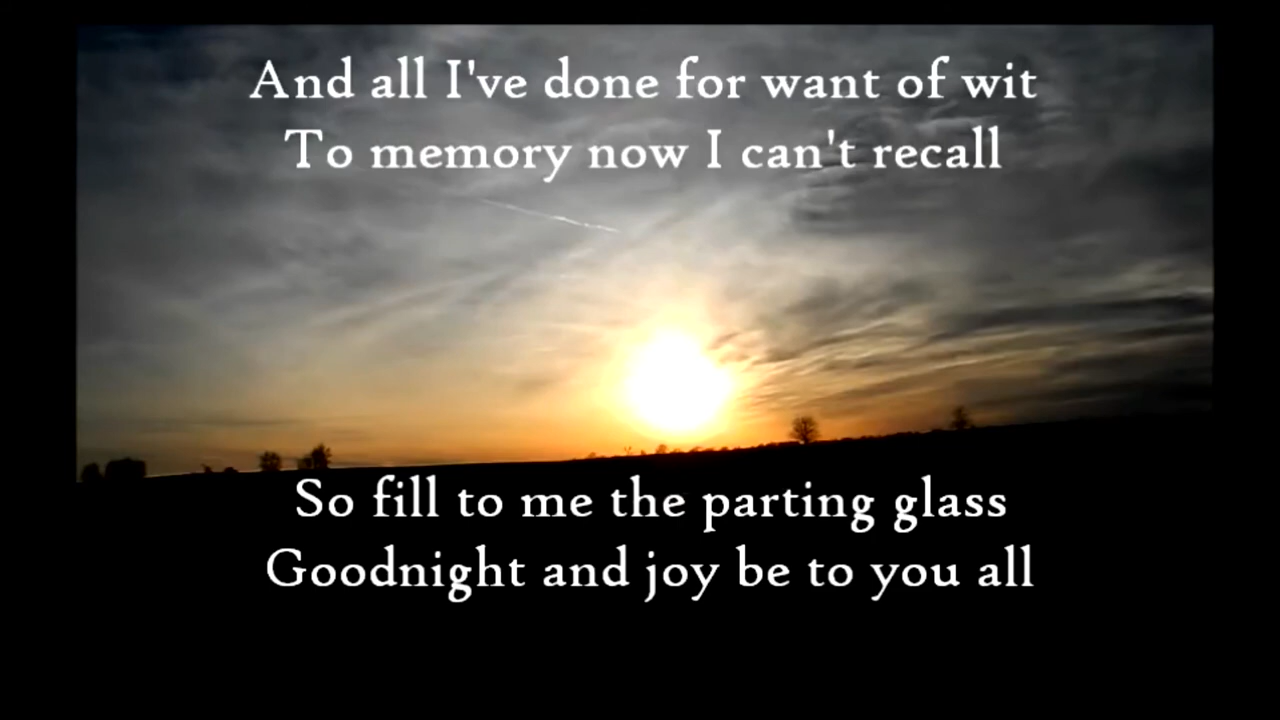 And all I've done for want of wit
To memory now I can't recall
So fill to me the parting glass
Goodnight and joy be to you all